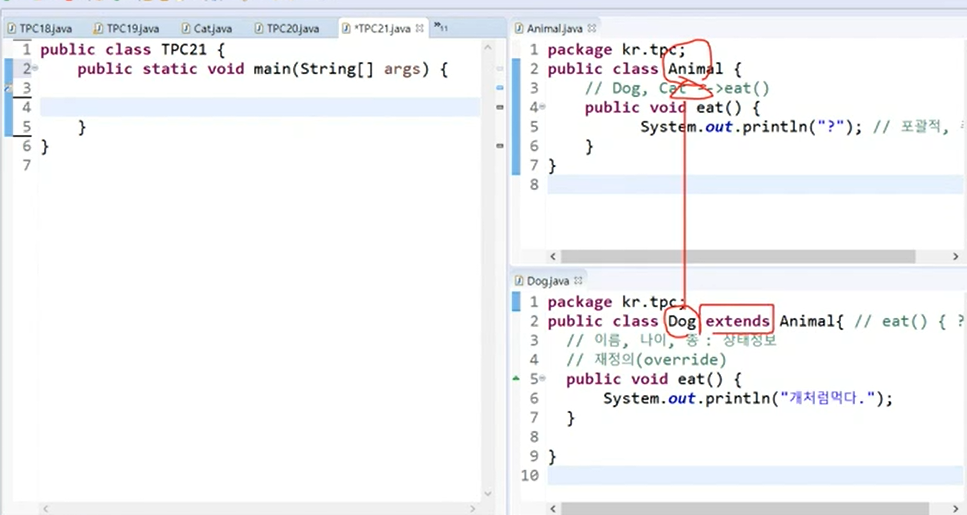 TPC18.java TPC19.java Cat.java TPC20.java *TPC21.java 11
1 public class TPC21 {
2 public static void main(String[] args) {
3
4
5 }
6 }
7
Animal.java
1 package kr.tpc;
2 public class Animal {
3 // Dog, Cat -->eat()
4 public void eat() {
5 System.out.println("?"); // 포괄적,
6 }
7 }
8
Dog.java
1 package kr.tpc;
2 public class Dog extends Animal{ // eat() { ?
3 // 이름, 나이, 종 : 상태정보
4 // 재정의(override)
5 public void eat() {
6 System.out.println("개처럼먹다.");
7 }
8
9 }
10